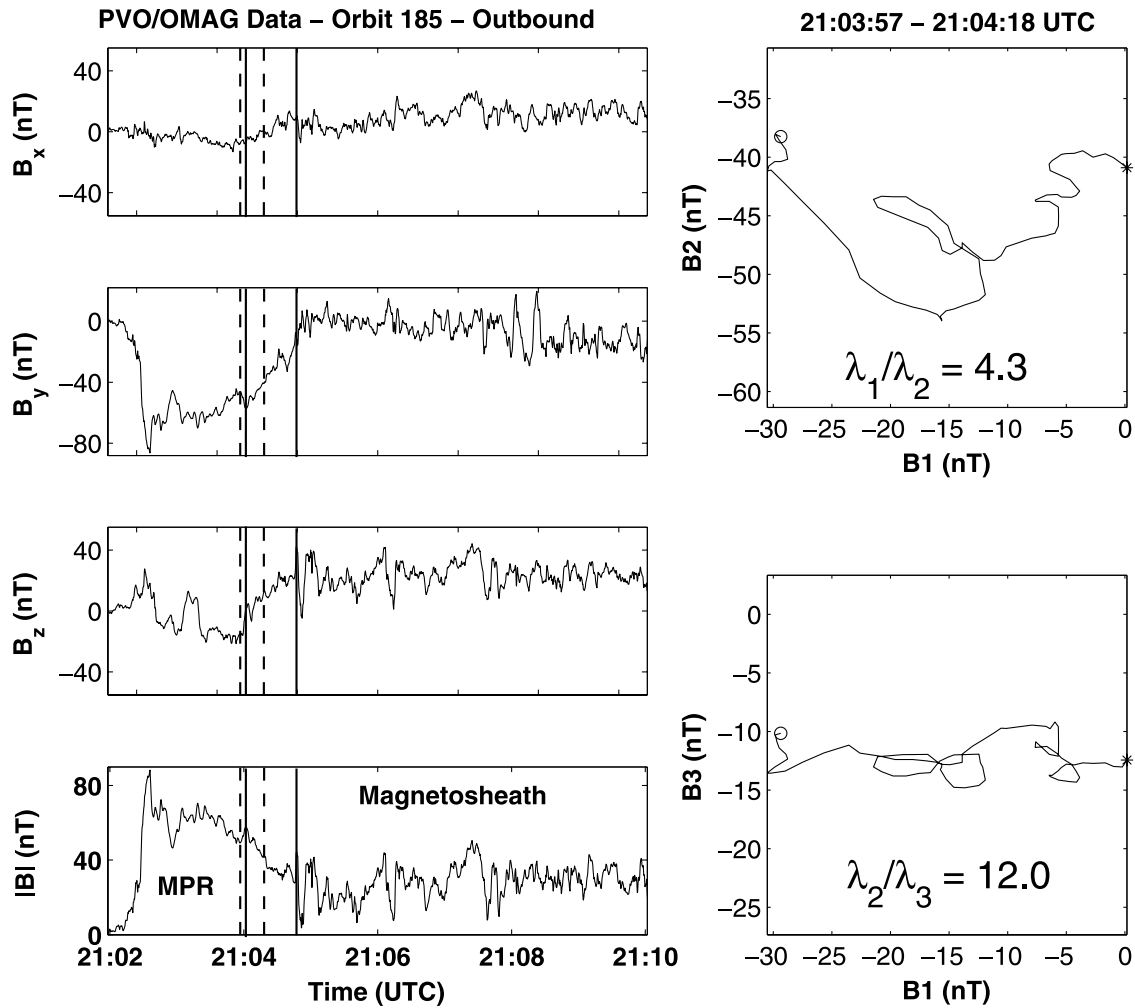 PVO/OMAG Data – Orbit 185 – Outbound
40
0
−40
B_x (nT)
0
−40
−80
B_y (nT)
40
0
−40
B_z (nT)
80
40
0
|B| (nT)
MPR
Magnetosheath
21:02 21:04 21:06 21:08 21:10
Time (UTC)
21:03:57 – 21:04:18 UTC
−35
−40
−45
−50
−55
−60
B2 (nT)
λ₁/λ₂ = 4.3
−30 −25 −20 −15 −10 −5 0
B1 (nT)
0
−5
−10
−15
−20
−25
B3 (nT)
λ₂/λ₃ = 12.0
−30 −25 −20 −15 −10 −5 0
B1 (nT)